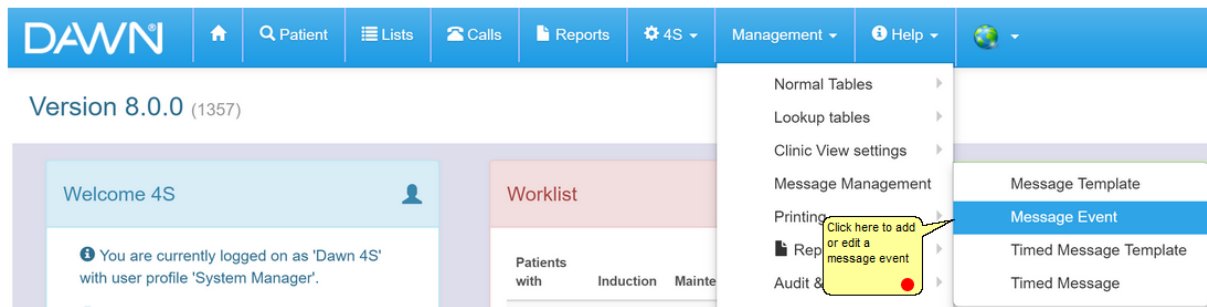 DAWN® Patient Lists Calls Reports 4S Management Help
Version 8.0.0 (1357)
Welcome 4S
You are currently logged on as 'Dawn 4S'
with user profile 'System Manager'.
Worklist
Patients
with Induction
Normal Tables
Lookup tables
Clinic View settings
Message Management
Printing
Audit &
Click here to add
or edit a
message event
Message Template
Message Event
Timed Message Template
Timed Message